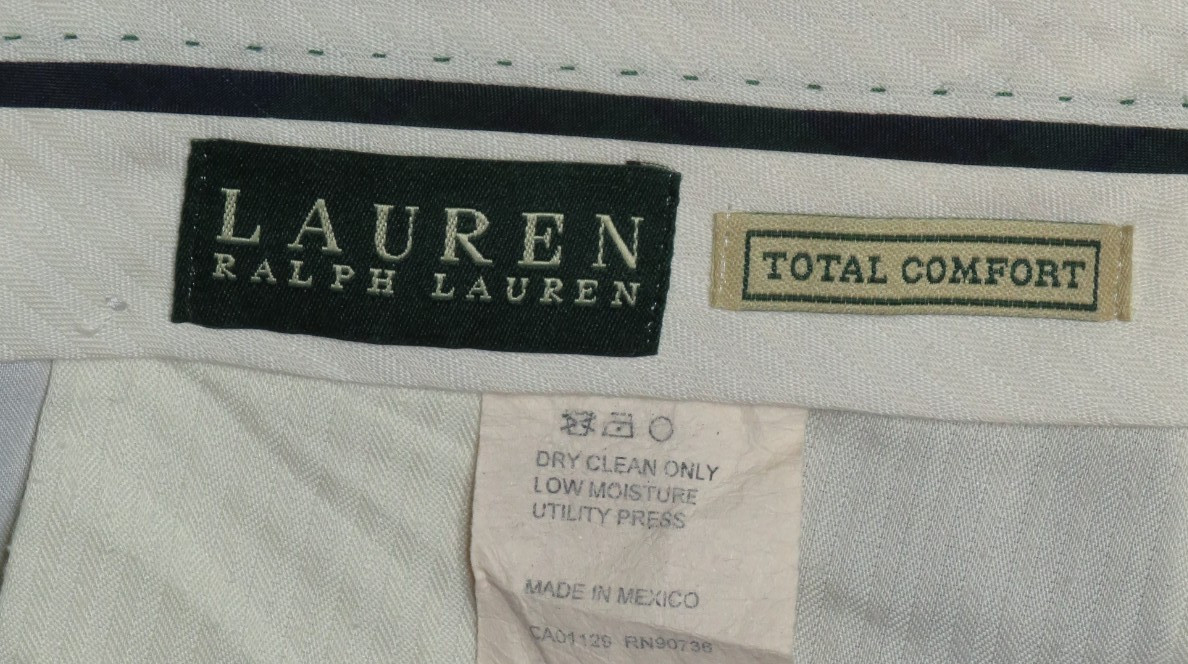 LAUREN
RALPH LAUREN
TOTAL COMFORT
DRY CLEAN ONLY
LOW MOISTURE
UTILITY PRESS
MADE IN MEXICO
CA01129 RN90736